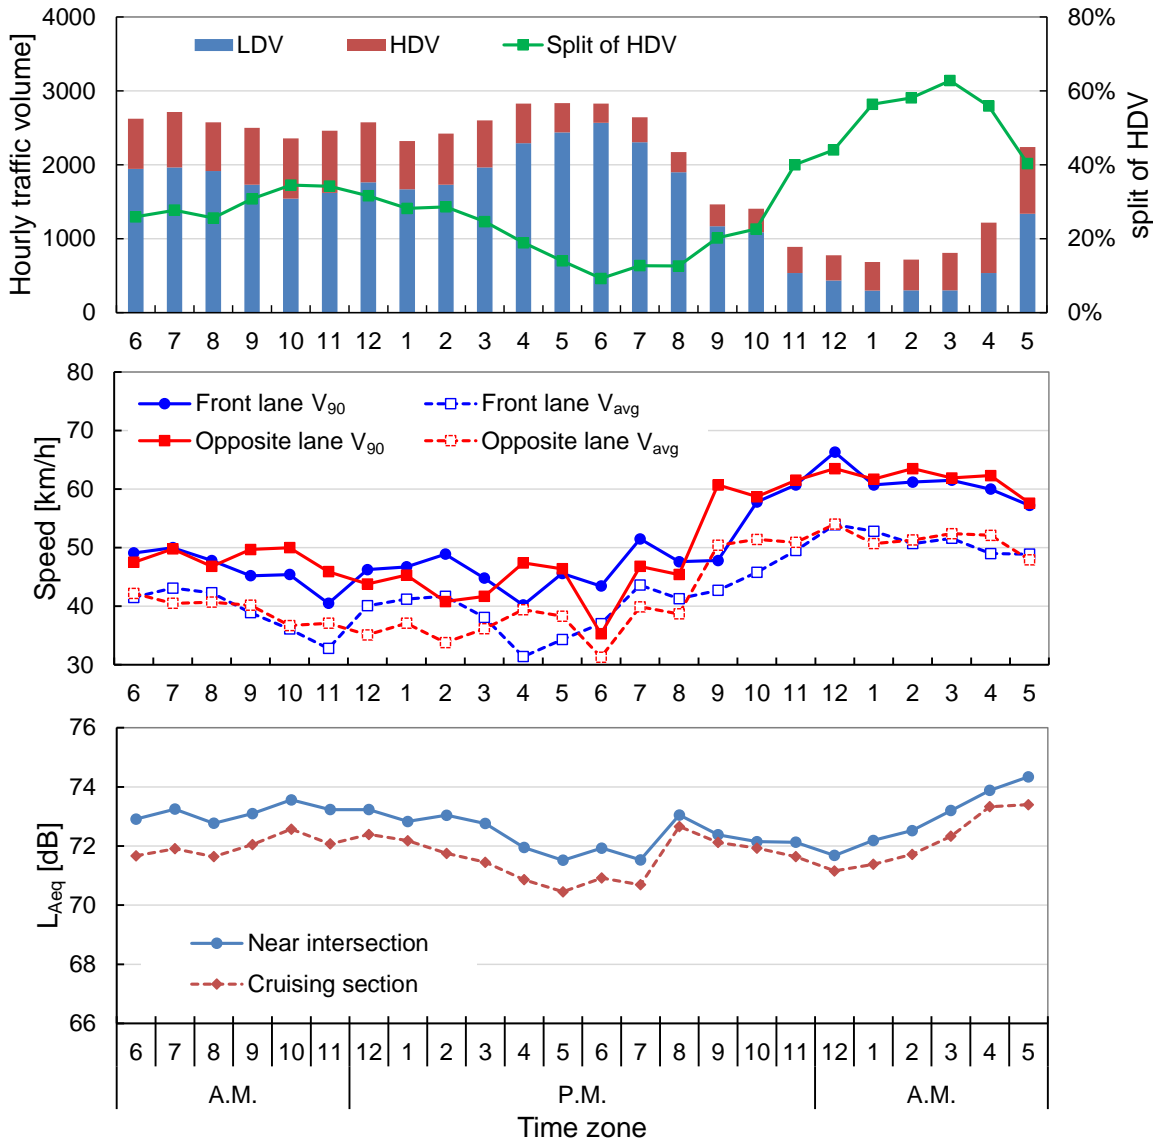 4000
3000
2000
1000
0
Hourly traffic volume]
LDV HDV Split of HDV
80%
60%
40%
20%
0%
split of HDV
6 7 8 9 10 11 12 1 2 3 4 5 6 7 8 9 10 11 12 1 2 3 4 5
80
70
60
50
40
30
Speed [km/h]
Front lane V90 Front lane Vavg
Opposite lane V90 Opposite lane Vavg
6 7 8 9 10 11 12 1 2 3 4 5 6 7 8 9 10 11 12 1 2 3 4 5
76
74
72
70
68
66
LAeq [dB]
Near intersection
Cruising section
6 7 8 9 10 11 12 1 2 3 4 5 6 7 8 9 10 11 12 1 2 3 4 5
A.M. P.M. A.M.
Time zone